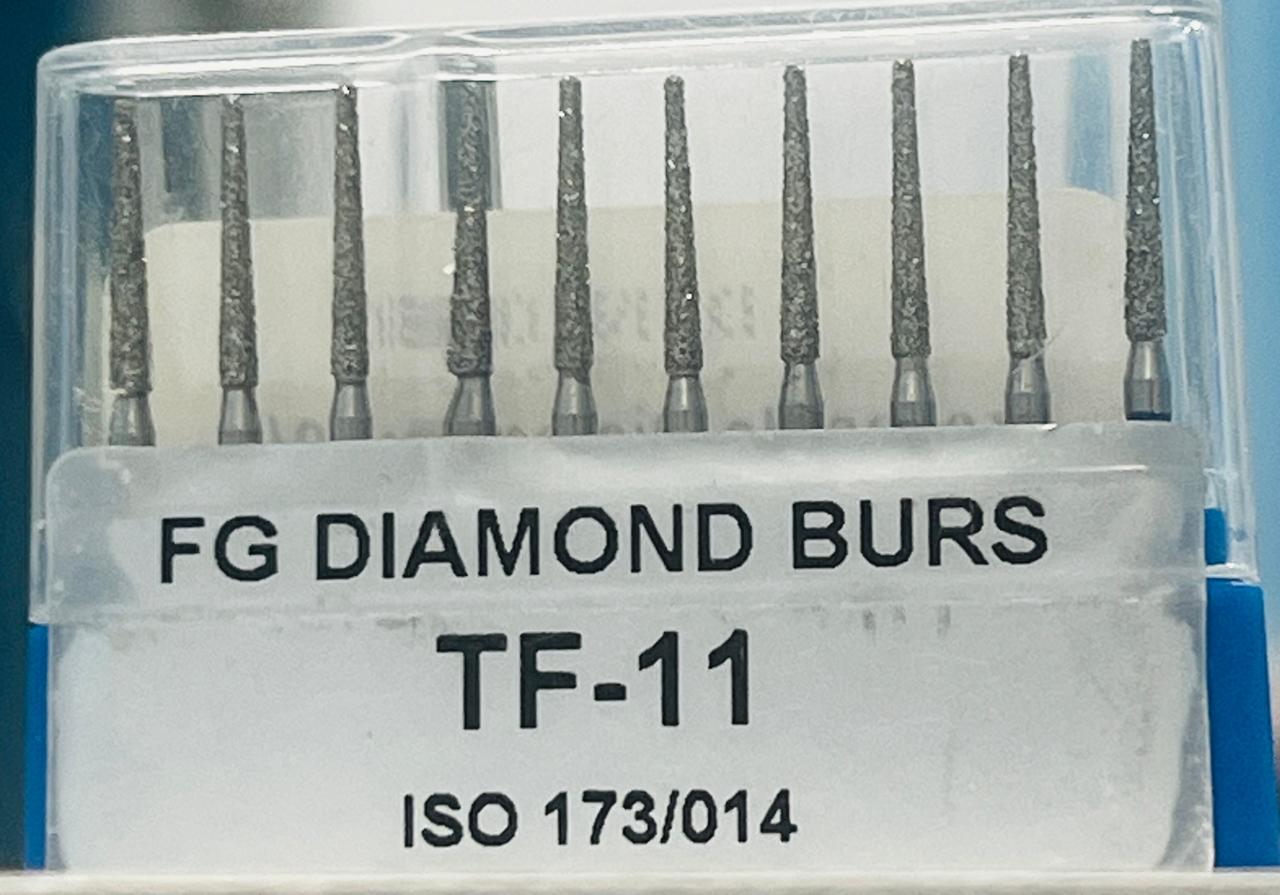 FG DIAMOND BURS
TF-11
ISO 173/014